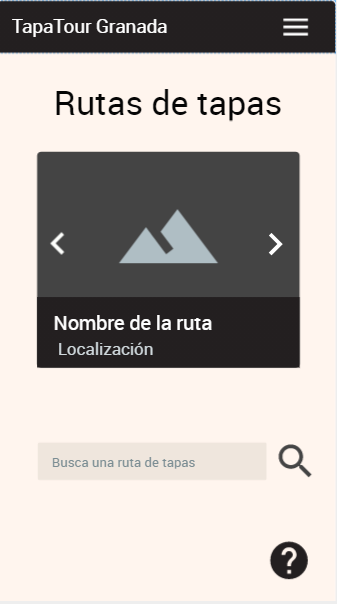 TapaTour Granada
Rutas de tapas
Nombre de la ruta
Localización
Busca una ruta de tapas
?